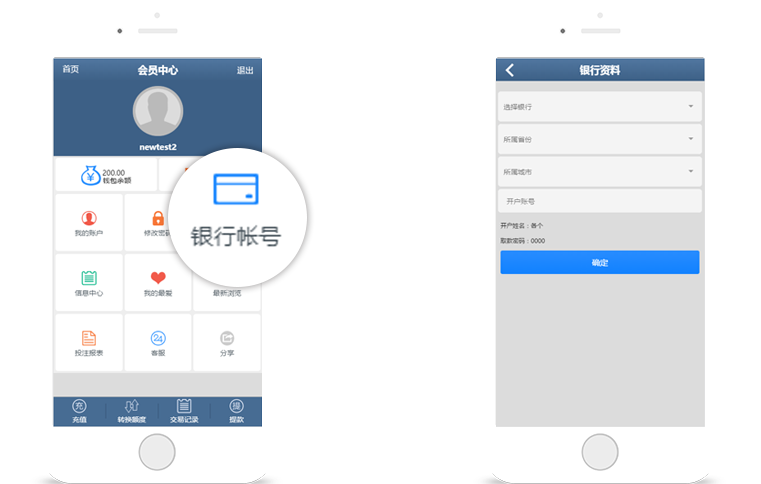 首页 会员中心 退出
newtest2
200.00
钱包余额
银行帐号
我的账户
修改密码
信息中心
我的最爱
最新浏览
投注报表
24
客服
分享
充 提
充值 转换额度 交易记录 提款
银行资料
选择银行
所属省份
所属城市
开户账号
开户姓名：各个
取款密码：0000
确定